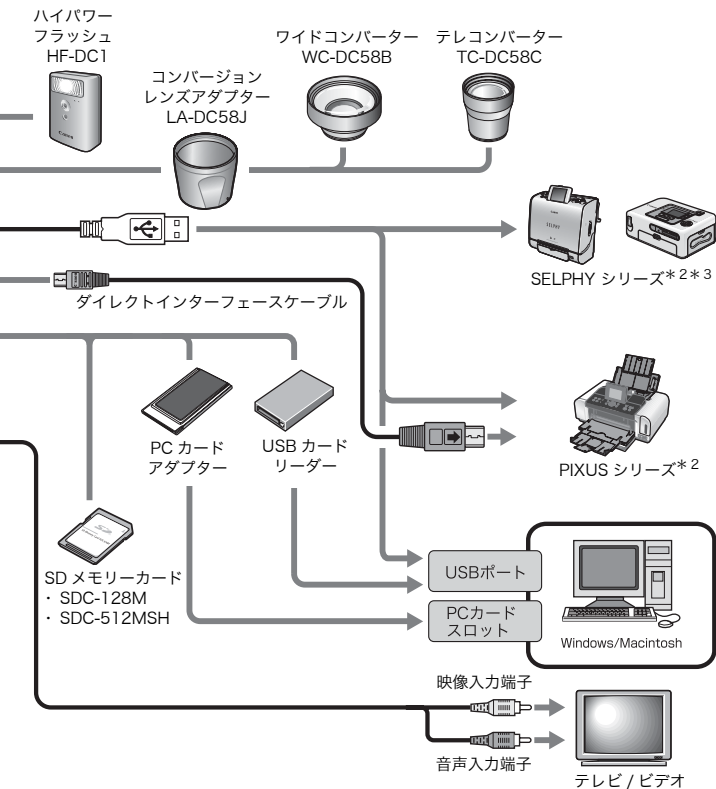 ハイパワー
フラッシュ
HF-DC1
コンバージョン
レンズアダプター
LA-DC58J
ワイドコンバーター
WC-DC58B
テレコンバーター
TC-DC58C
Canon
SELPHY
SELPHY シリーズ＊2＊3
ダイレクトインターフェースケーブル
PC カード
アダプター
USB カード
リーダー
PIXUS シリーズ＊2
SD メモリーカード
・ SDC-128M
・ SDC-512MSH
USBポート
PCカード
スロット
Windows/Macintosh
映像入力端子
音声入力端子
テレビ / ビデオ